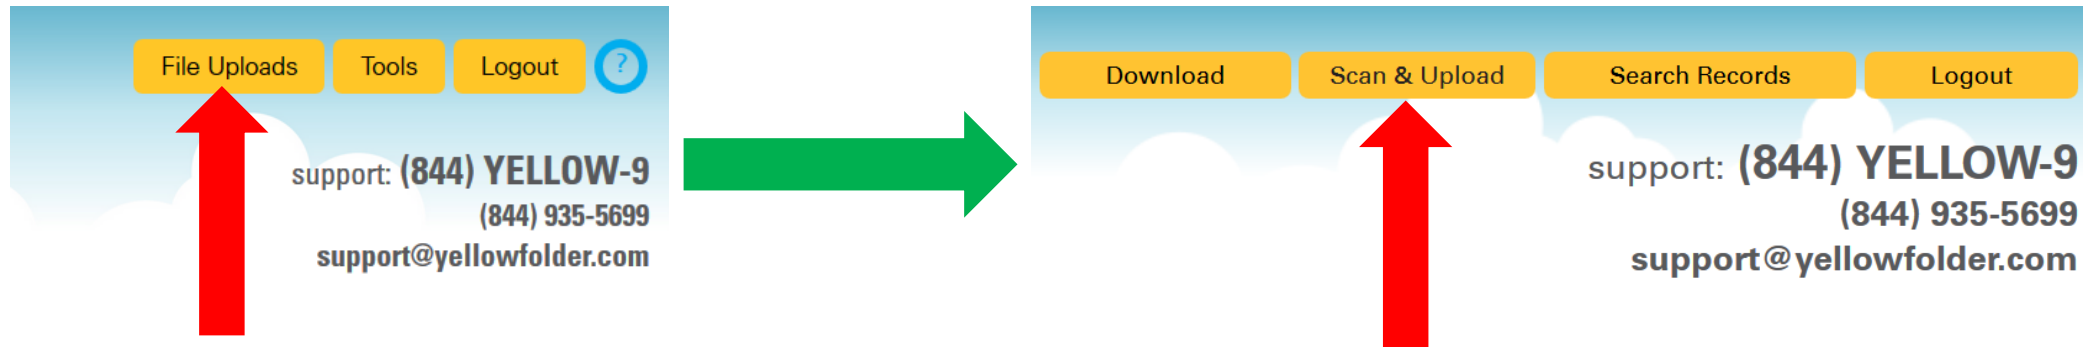 File Uploads Tools Logout ?
support: (844) YELLOW-9
(844) 935-5699
support@yellowfolder.com
Download Scan & Upload Search Records Logout
support: (844) YELLOW-9
(844) 935-5699
support@yellowfolder.com